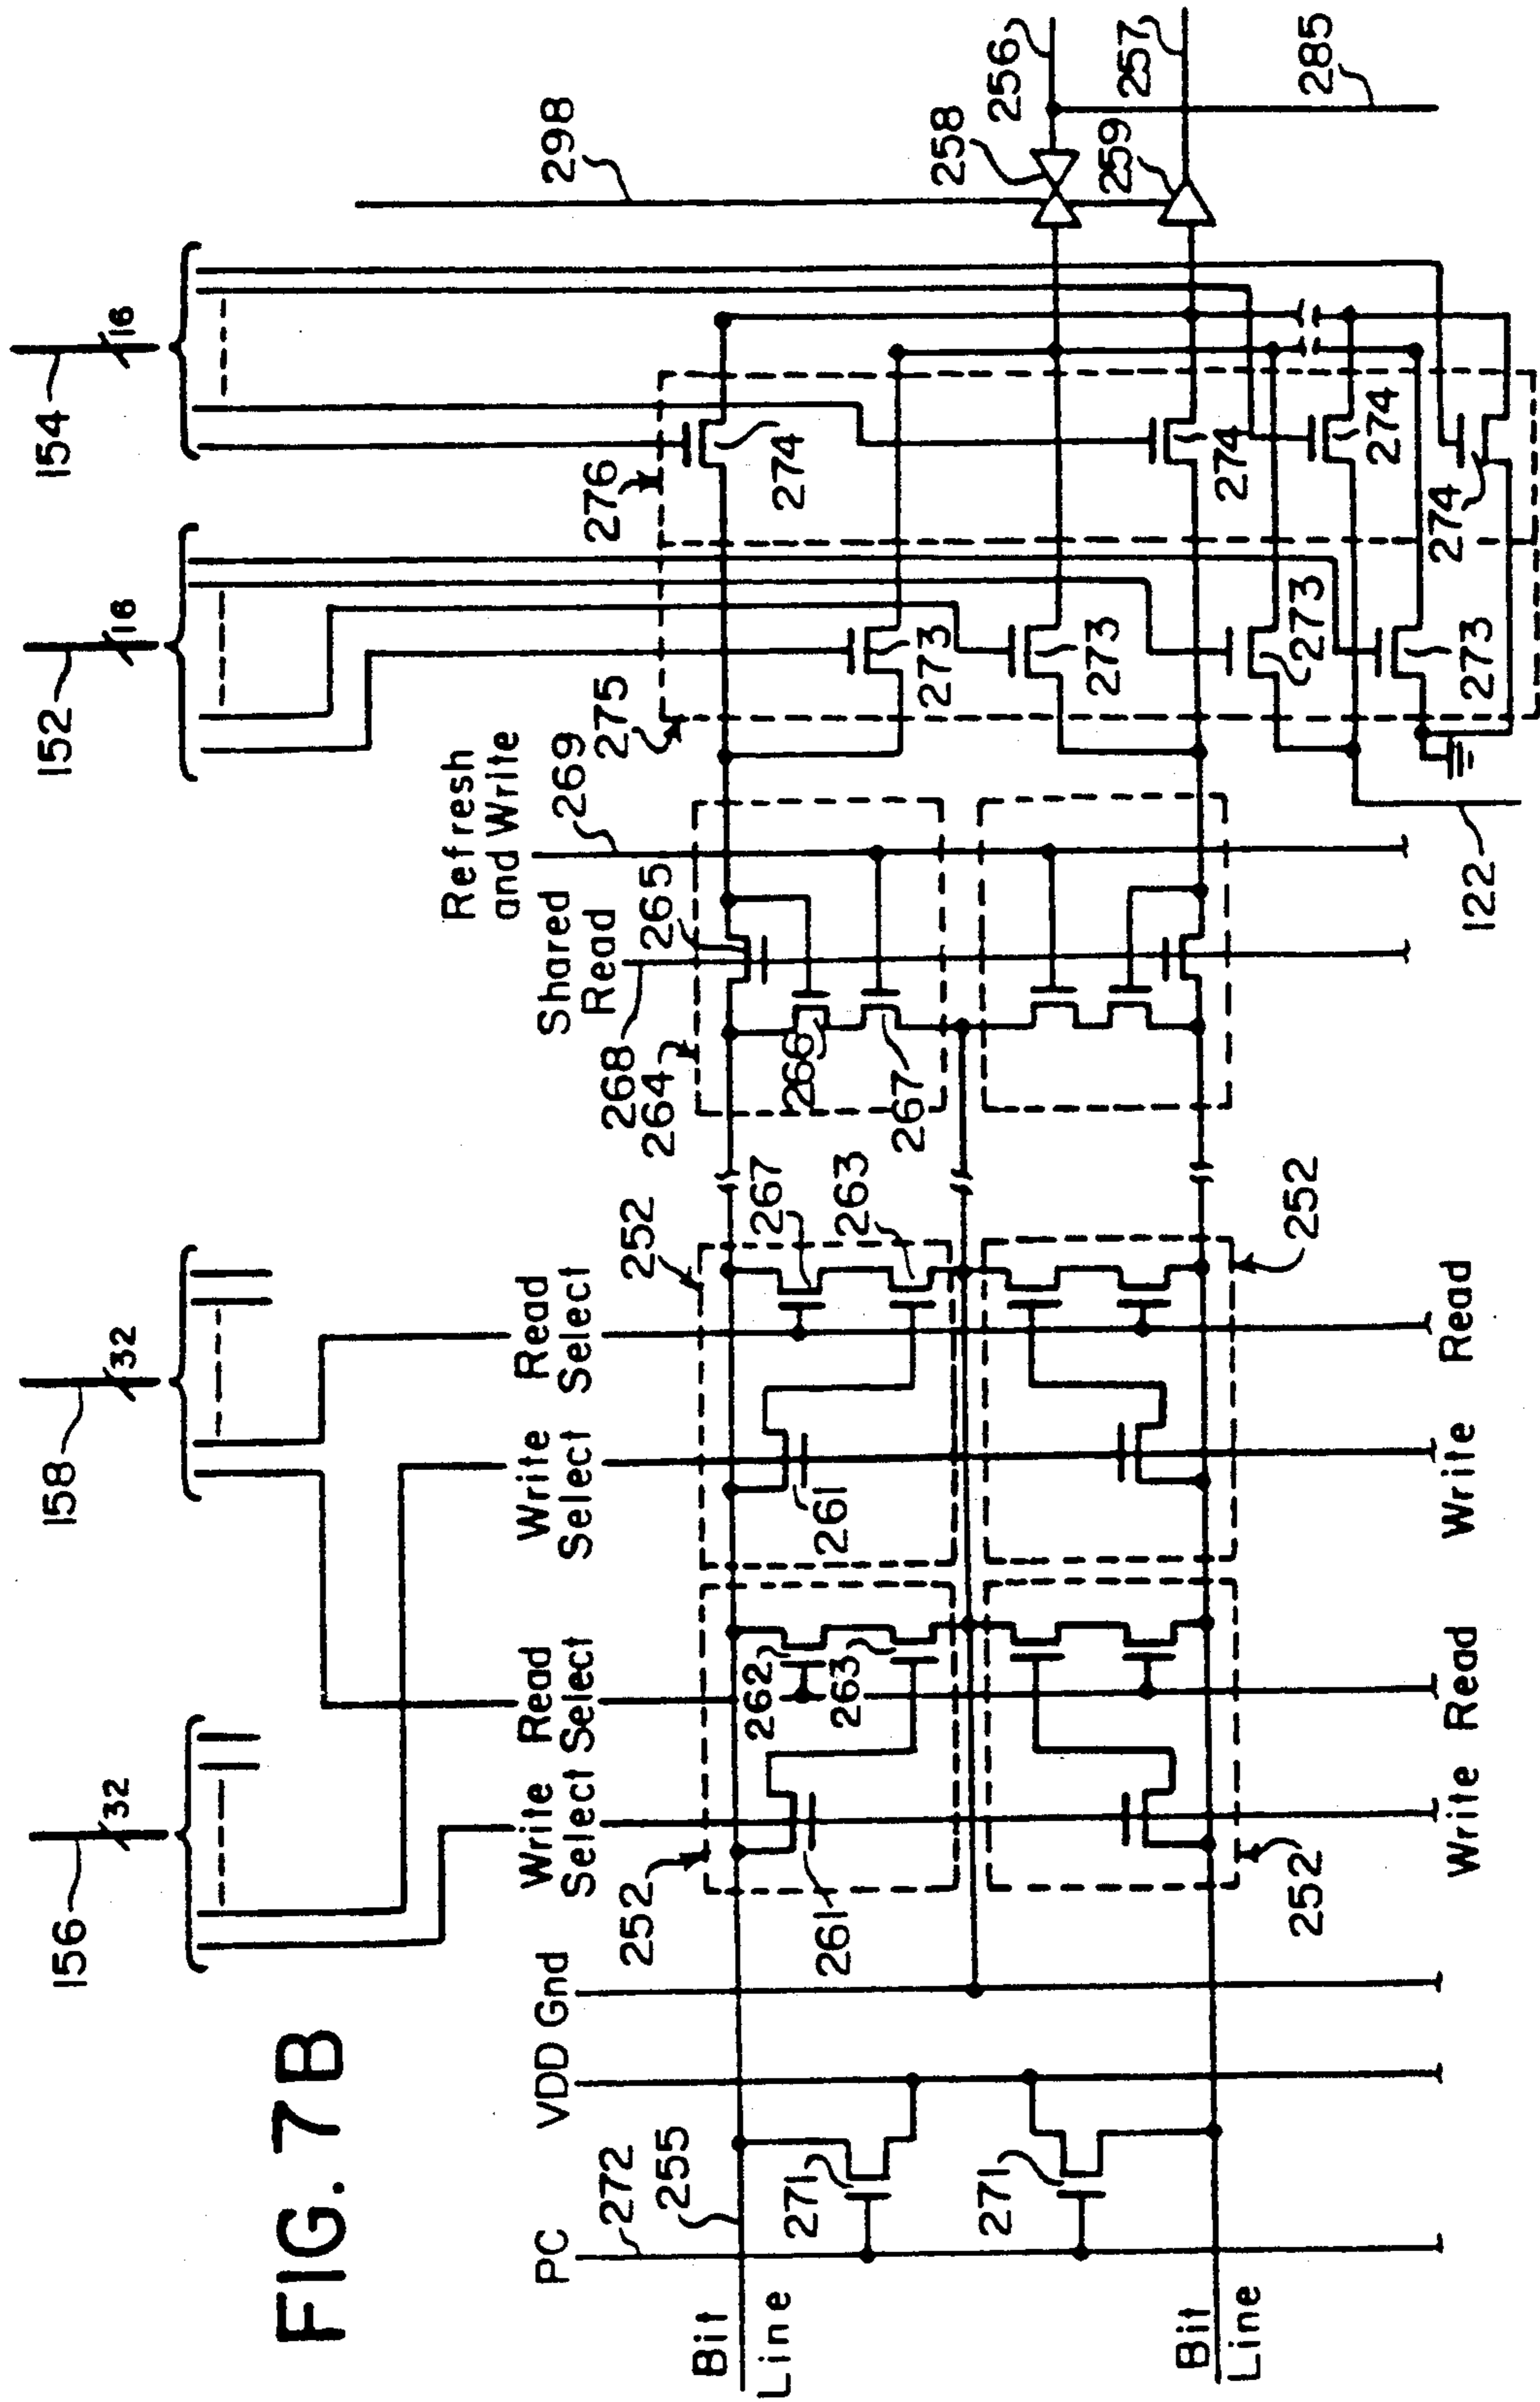 FIG. 7B
156
32
158
32
152
16
154
16
298
PC
272
255
VDD
Gnd
Write
Select
Read
Select
Write
Select
Read
Select
Shared
Read
Refresh
and Write
268
264
265
269
275
276
258
256
259
257
285
Bit
Line
Bit
Line
271
271
252
261
262
263
252
252
261
267
263
252
266
267
273
273
273
273
274
274
274
274
122
Write
Read
Write
Read